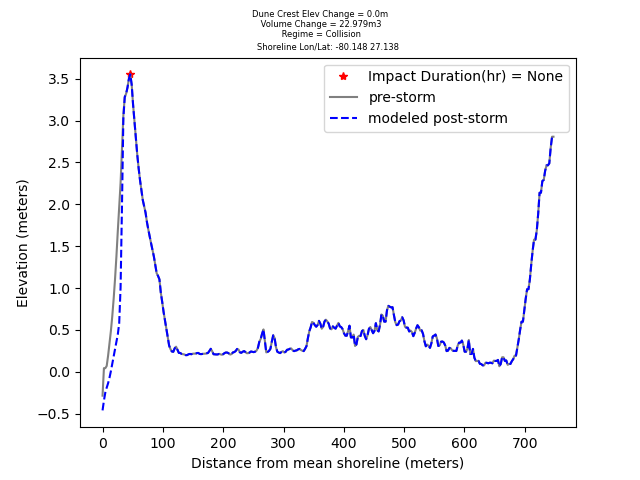 Dune Crest Elev Change = 0.0m
Volume Change = 22.979m3
Regime = Collision
Shoreline Lon/Lat: -80.148 27.138
Impact Duration(hr) = None
pre-storm
modeled post-storm
Elevation (meters)
3.5
3.0
2.5
2.0
1.5
1.0
0.5
0.0
−0.5
0 100 200 300 400 500 600 700
Distance from mean shoreline (meters)